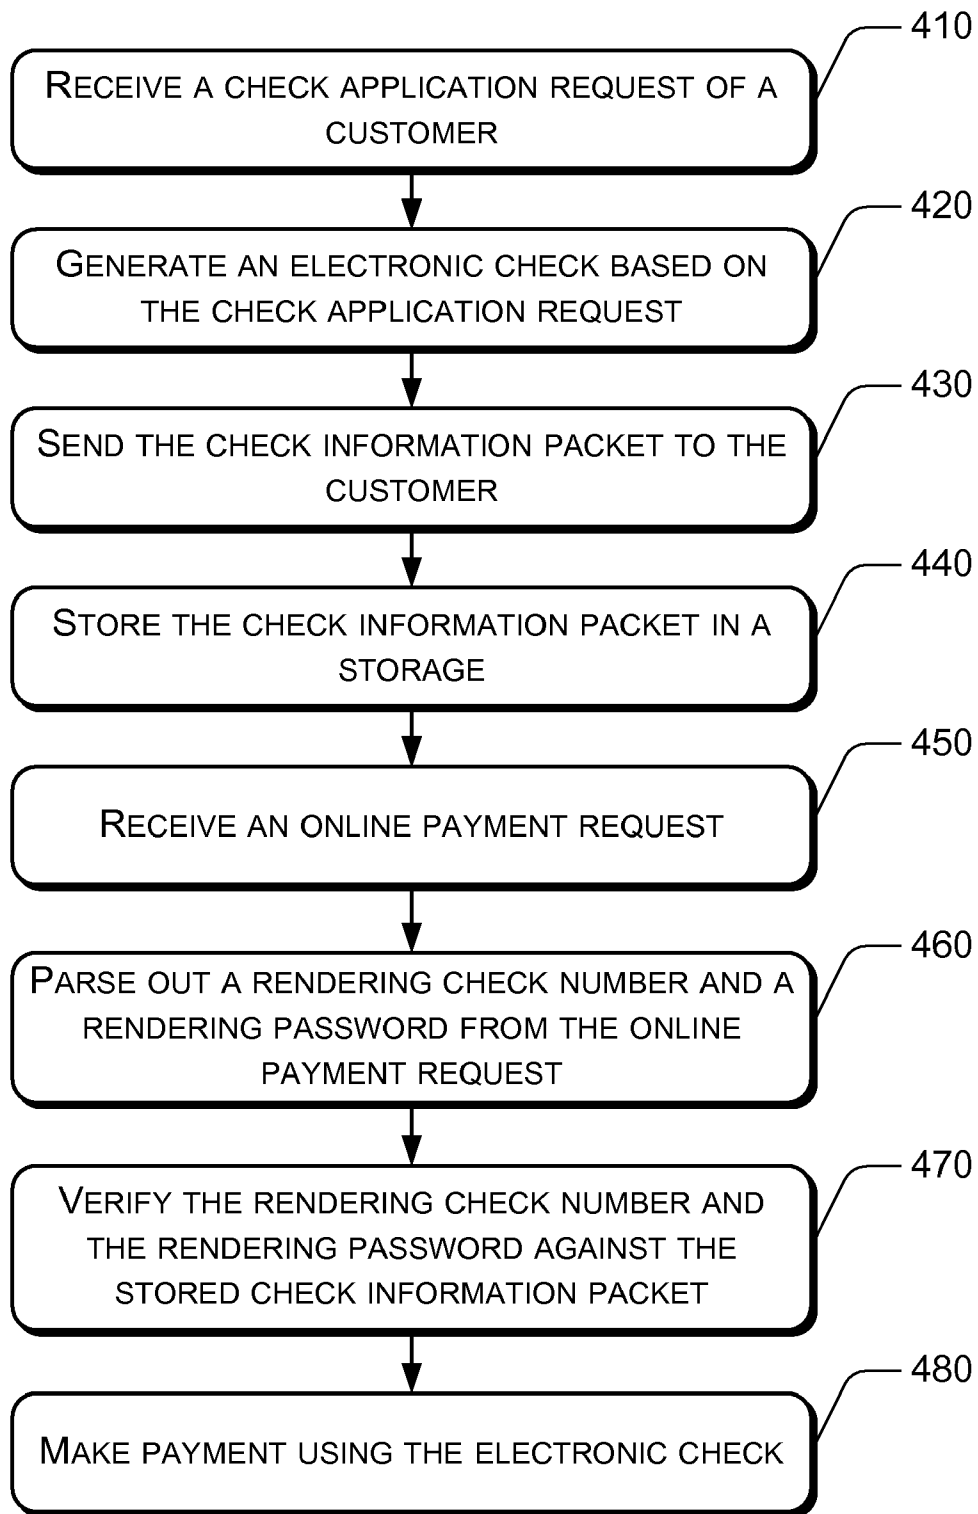 410
RECEIVE A CHECK APPLICATION REQUEST OF A
CUSTOMER
420
GENERATE AN ELECTRONIC CHECK BASED ON
THE CHECK APPLICATION REQUEST
430
SEND THE CHECK INFORMATION PACKET TO THE
CUSTOMER
440
STORE THE CHECK INFORMATION PACKET IN A
STORAGE
450
RECEIVE AN ONLINE PAYMENT REQUEST
460
PARSE OUT A RENDERING CHECK NUMBER AND A
RENDERING PASSWORD FROM THE ONLINE
PAYMENT REQUEST
470
VERIFY THE RENDERING CHECK NUMBER AND
THE RENDERING PASSWORD AGAINST THE
STORED CHECK INFORMATION PACKET
480
MAKE PAYMENT USING THE ELECTRONIC CHECK